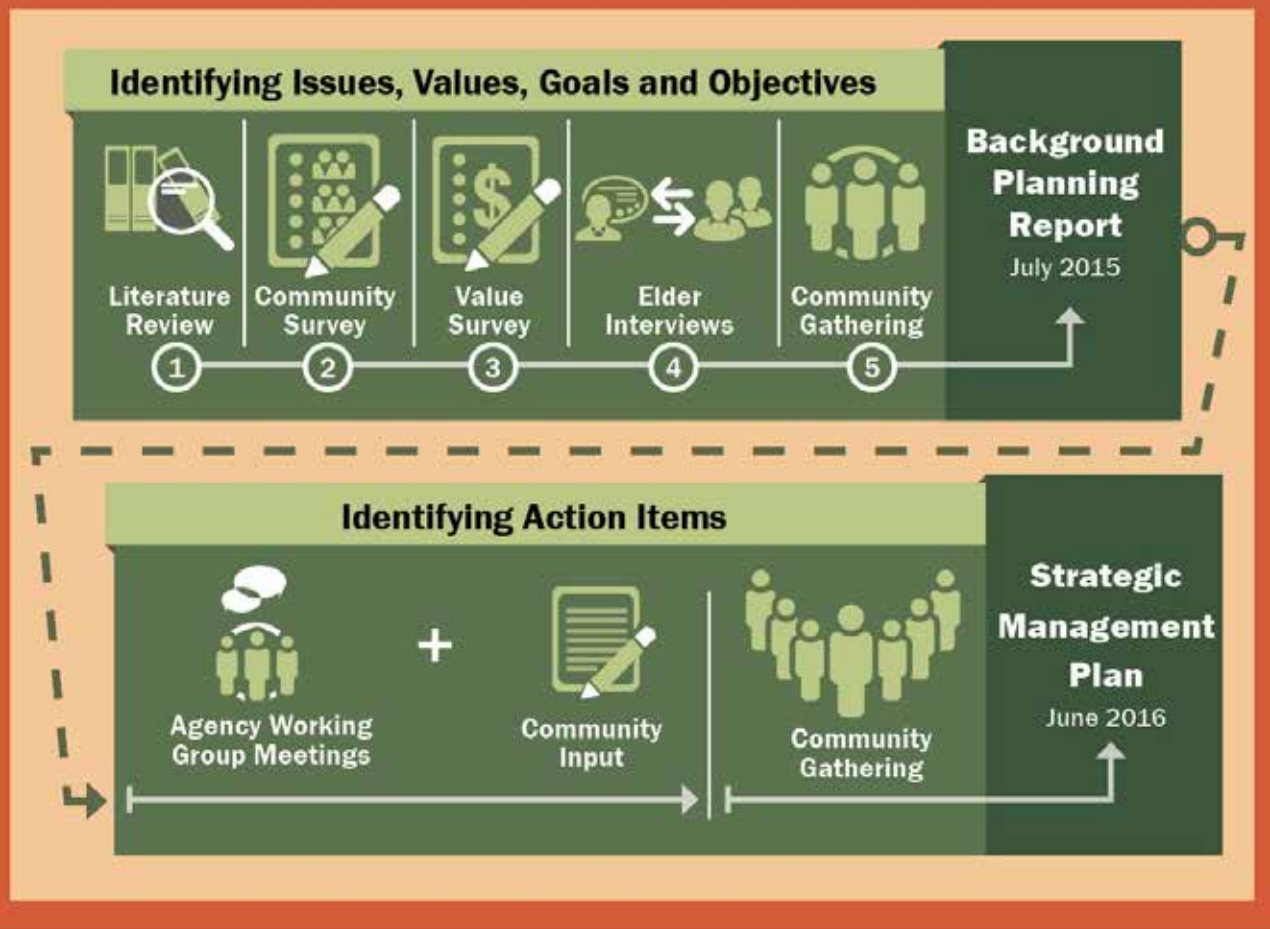 Identifying Issues, Values, Goals and Objectives
Background
Planning
Report
July 2015
$
Literature
Review
Community
Survey
Value
Survey
Elder
Interviews
Community
Gathering
1
2
3
4
5
Identifying Action Items
Strategic
Management
Plan
June 2016
+
Agency Working
Group Meetings
Community
Input
Community
Gathering